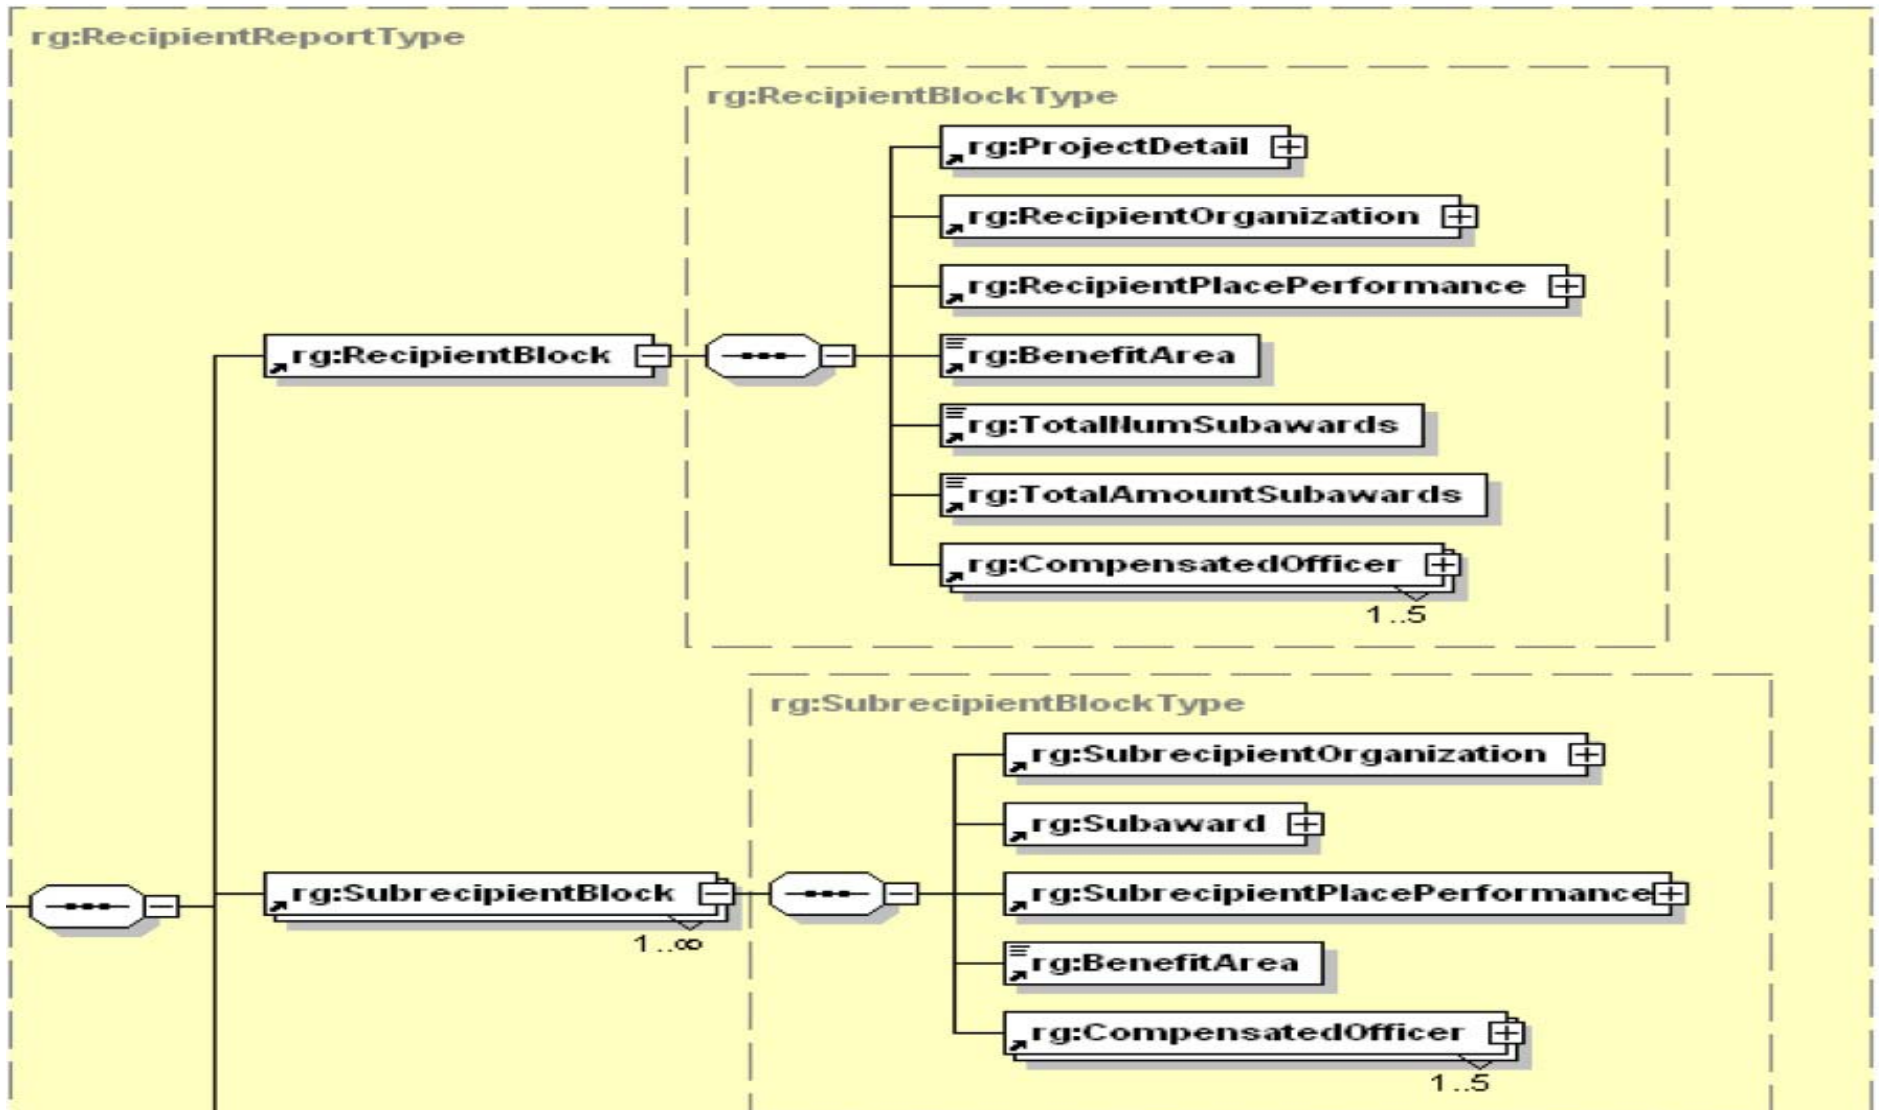 rg:RecipientReportType
rg:RecipientBlockType
rg:ProjectDetail
rg:RecipientOrganization
rg:RecipientPlacePerformance
rg:RecipientBlock
rg:BenefitArea
rg:TotalNumSubawards
rg:TotalAmountSubawards
rg:CompensatedOfficer
1..5
rg:SubrecipientBlockType
rg:SubrecipientOrganization
rg:Subaward
rg:SubrecipientBlock
rg:SubrecipientPlacePerformance
1..∞
rg:BenefitArea
rg:CompensatedOfficer
1..5